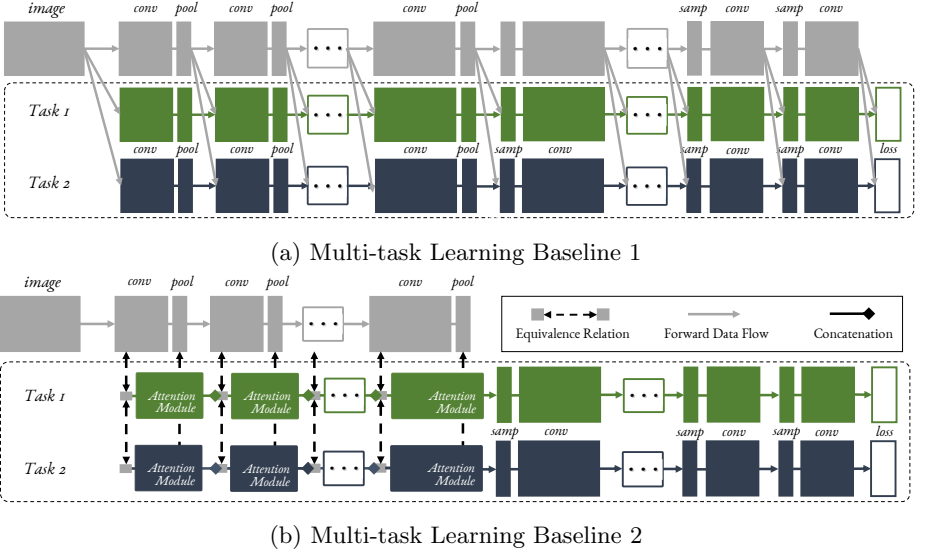 image conv pool conv pool conv pool samp conv samp conv
Task 1
conv pool conv pool conv pool samp conv samp conv samp conv loss
Task 2
(a) Multi-task Learning Baseline 1
image conv pool conv pool conv pool
Equivalence Relation Forward Data Flow Concatenation
Task 1 Attention Module Attention Module Attention Module
samp conv samp conv samp conv loss
Task 2 Attention Module Attention Module Attention Module
(b) Multi-task Learning Baseline 2